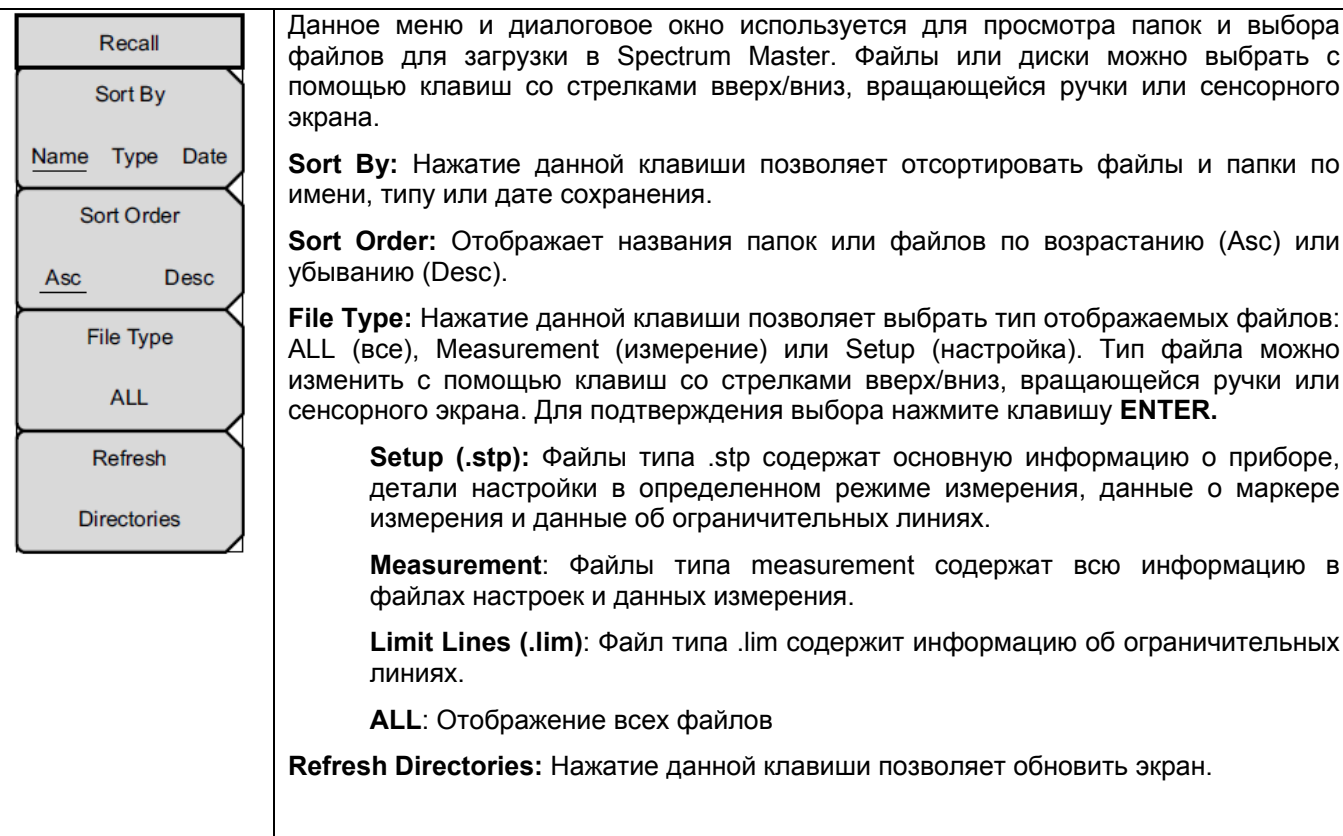 Recall
Sort By
Name Type Date
Sort Order
Asc Desc
File Type
ALL
Refresh
Directories
Данное меню и диалоговое окно используется для просмотра папок и выбора
файлов для загрузки в Spectrum Master. Файлы или диски можно выбрать с
помощью клавиш со стрелками вверх/вниз, вращающейся ручки или сенсорного
экрана.
Sort By: Нажатие данной клавиши позволяет отсортировать файлы и папки по
имени, типу или дате сохранения.
Sort Order: Отображает названия папок или файлов по возрастанию (Asc) или
убыванию (Desc).
File Type: Нажатие данной клавиши позволяет выбрать тип отображаемых файлов:
ALL (все), Measurement (измерение) или Setup (настройка). Тип файла можно
изменить с помощью клавиш со стрелками вверх/вниз, вращающейся ручки или
сенсорного экрана. Для подтверждения выбора нажмите клавишу ENTER.
Setup (.stp): Файлы типа .stp содержат основную информацию о приборе,
детали настройки в определенном режиме измерения, данные о маркере
измерения и данные об ограничительных линиях.
Measurement: Файлы типа measurement содержат всю информацию в
файлах настроек и данных измерения.
Limit Lines (.lim): Файл типа .lim содержит информацию об ограничительных
линиях.
ALL: Отображение всех файлов
Refresh Directories: Нажатие данной клавиши позволяет обновить экран.